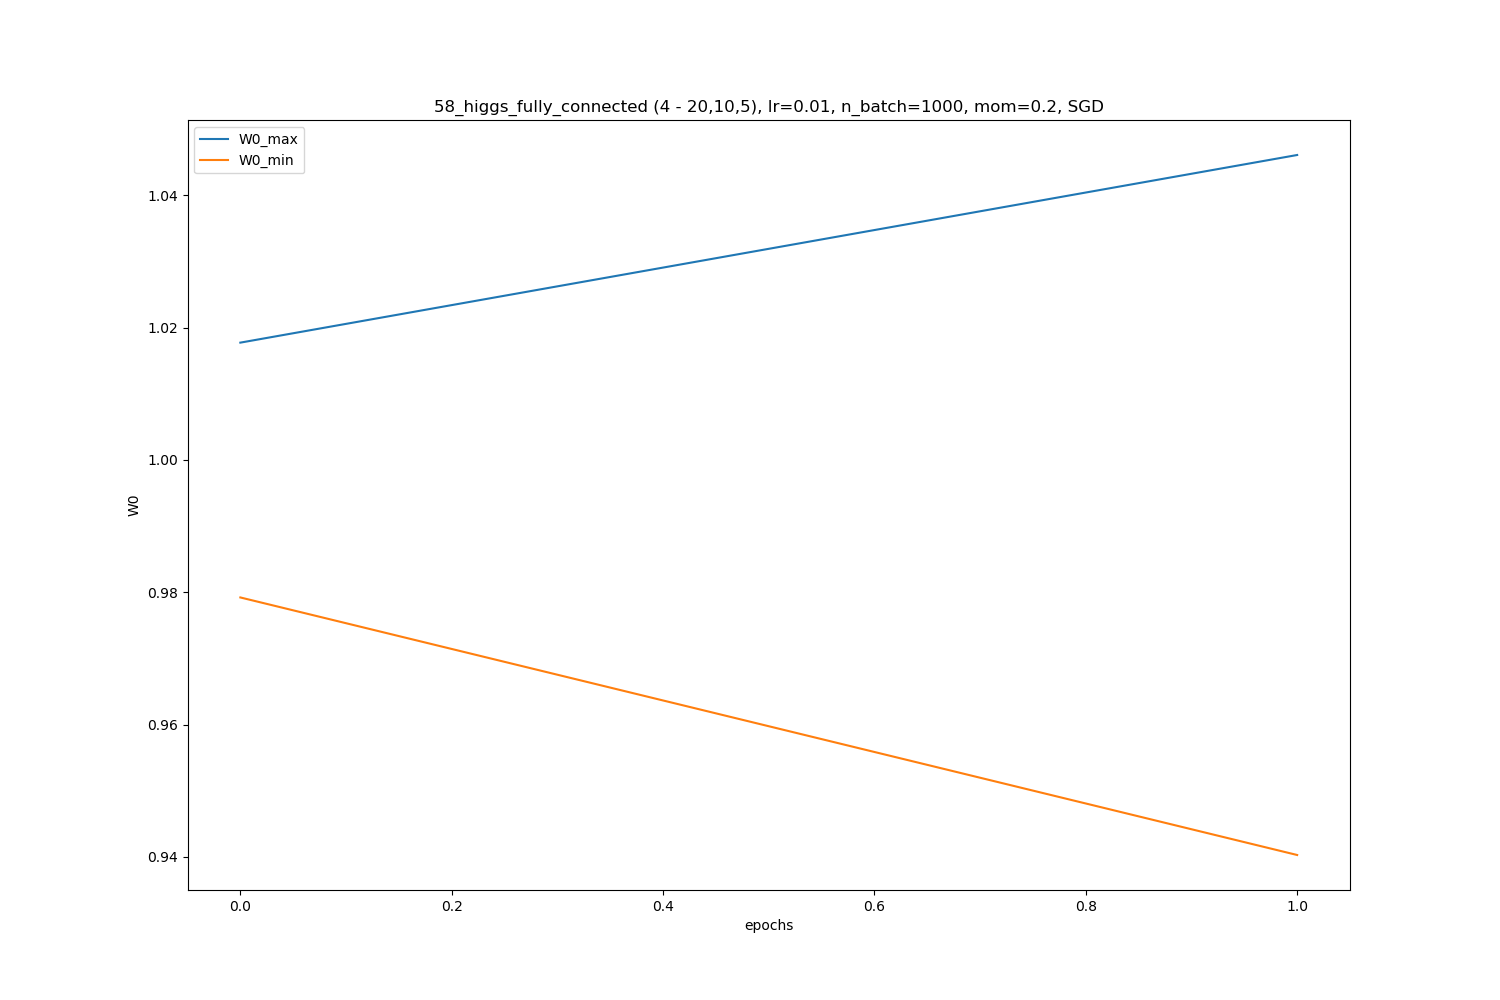 58_higgs_fully_connected (4 - 20,10,5), lr=0.01, n_batch=1000, mom=0.2, SGD
W0_max
W0_min
1.04
1.02
1.00
0.98
0.96
0.94
W0
0.0 0.2 0.4 0.6 0.8 1.0
epochs